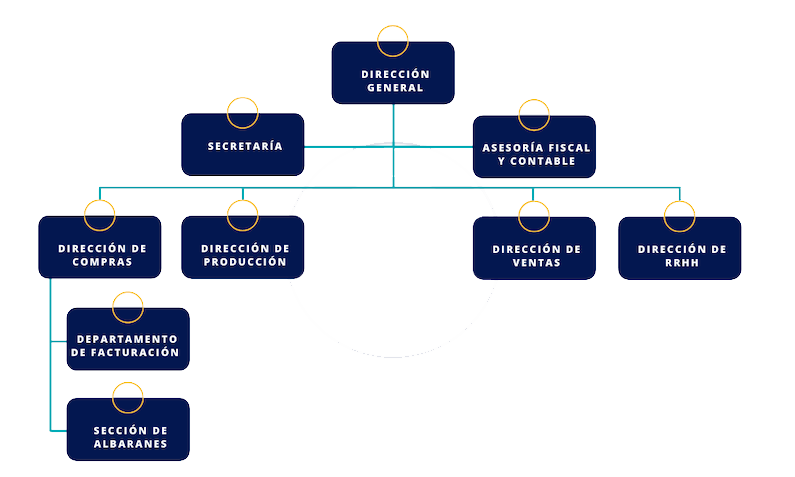 DIRECCIÓN
GENERAL
SECRETARÍA
ASESORÍA FISCAL
Y CONTABLE
DIRECCIÓN DE
COMPRAS
DIRECCIÓN DE
PRODUCCIÓN
DIRECCIÓN DE
VENTAS
DIRECCIÓN DE
RRHH
DEPARTAMENTO
DE FACTURACIÓN
SECCIÓN DE
ALBARANES